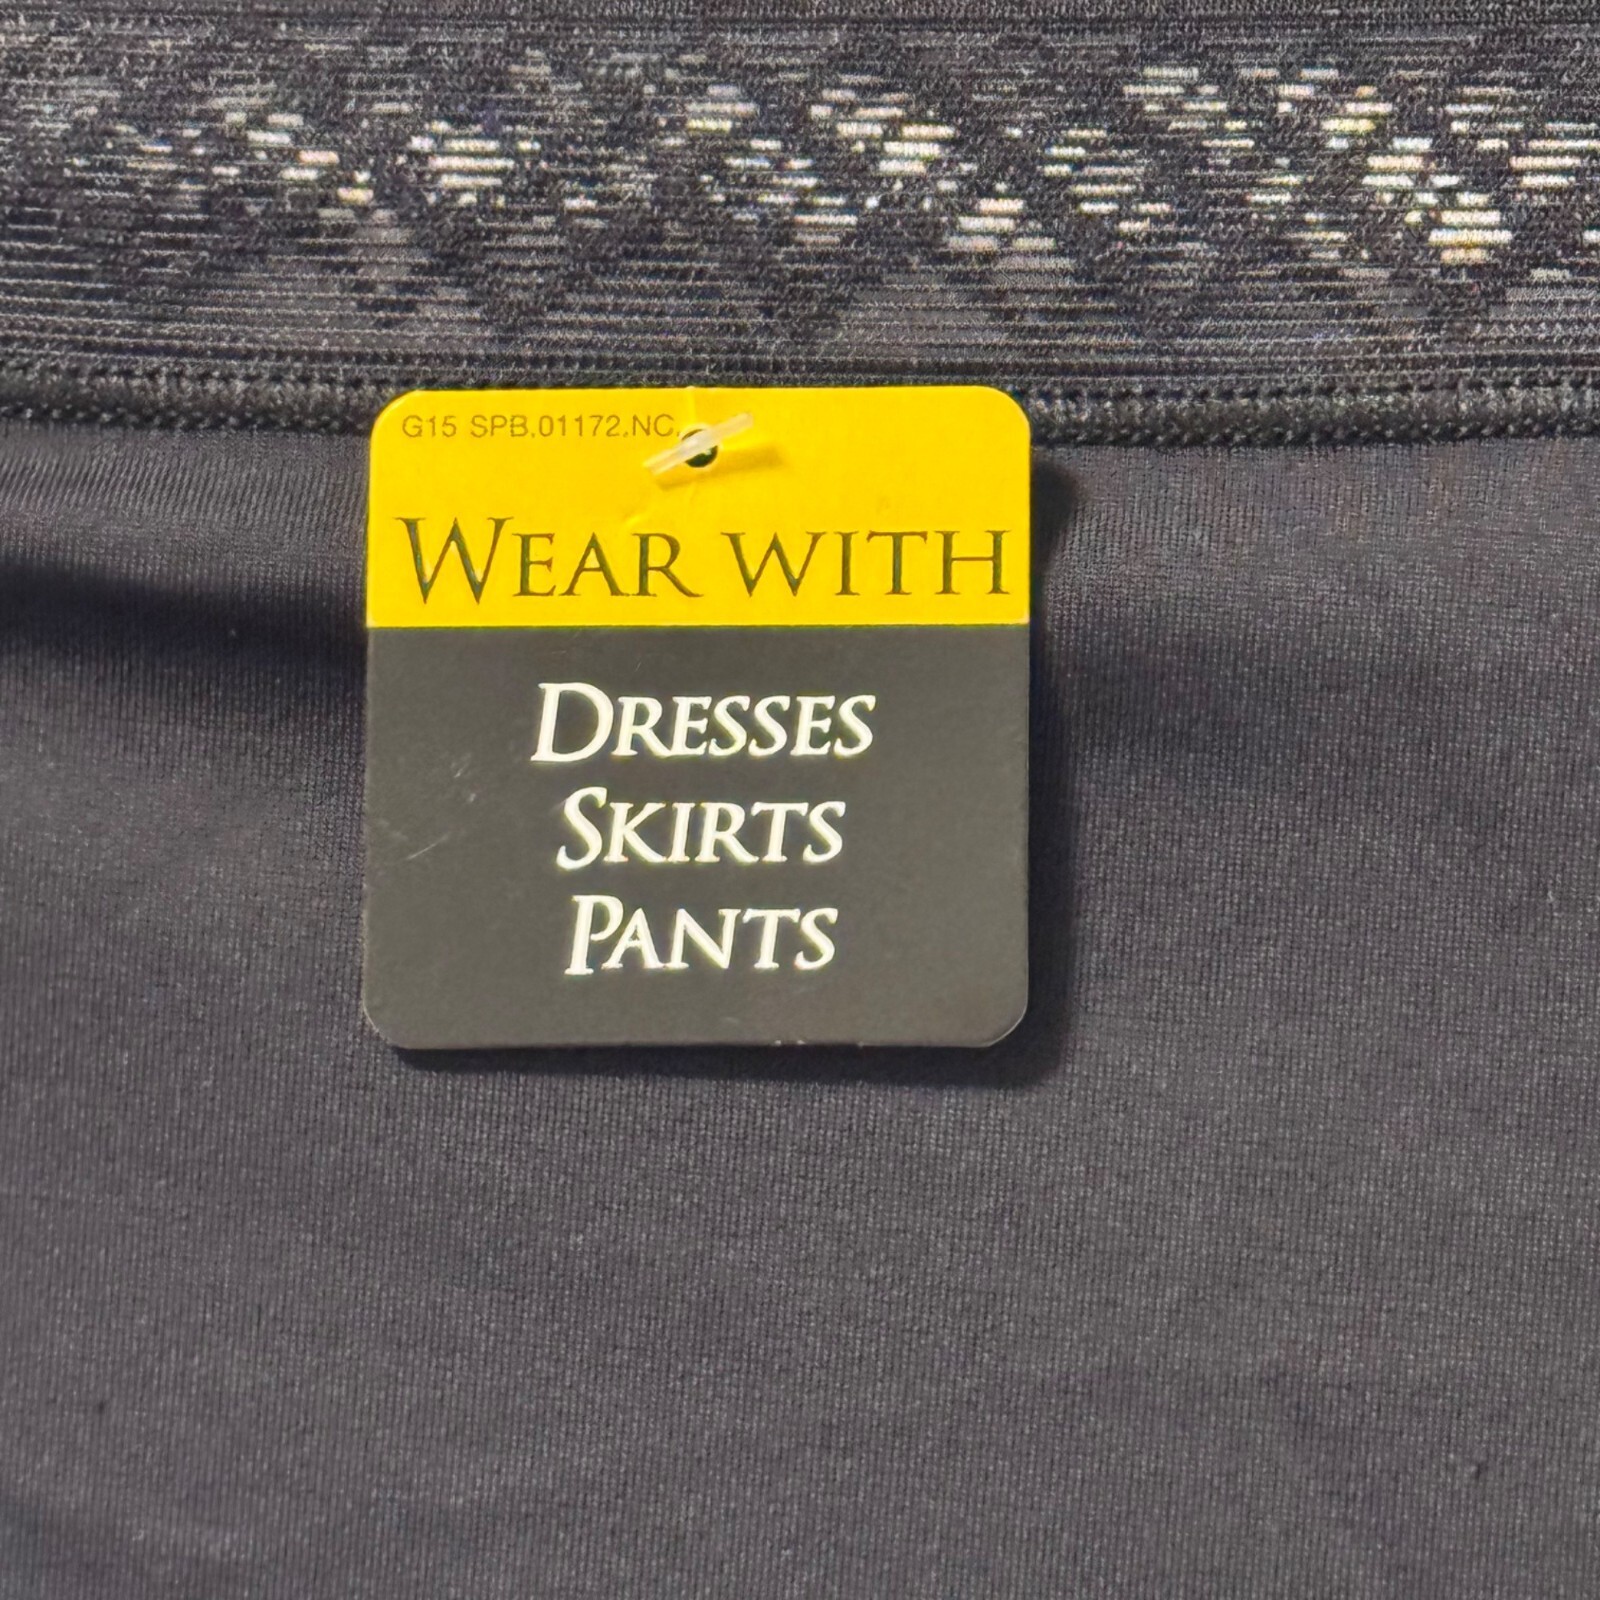 G15 SPB.01172.NC.
WEAR WITH
DRESSES
SKIRTS
PANTS